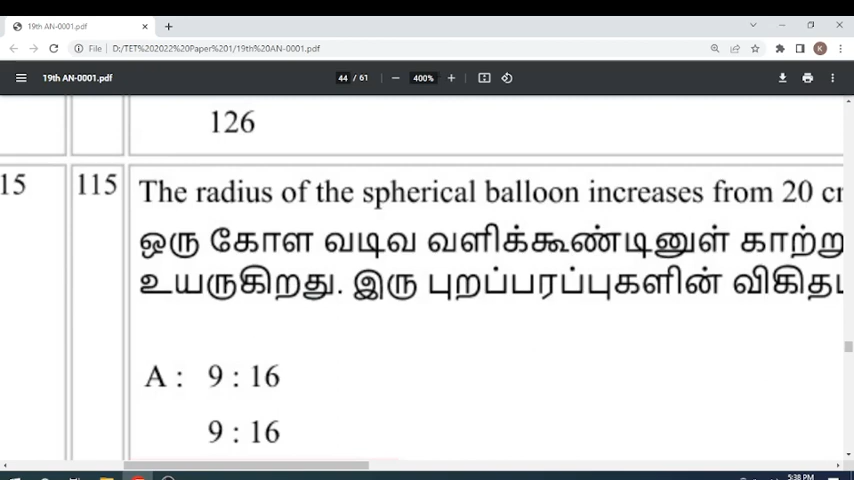 19th AN-0001.pdf
File | D:/TET%202022%20Paper%201/19th%20AN-0001.pdf
K
19th AN-0001.pdf
44 / 61
400%
126
15 115 The radius of the spherical balloon increases from 20 cm
ஒரு கோள வடிவ வளிக்கூண்டினுள் காற்று
உயருகிறது. இரு புறப்பரப்புகளின்
A : 9 : 16
9 : 16
5:38 PM